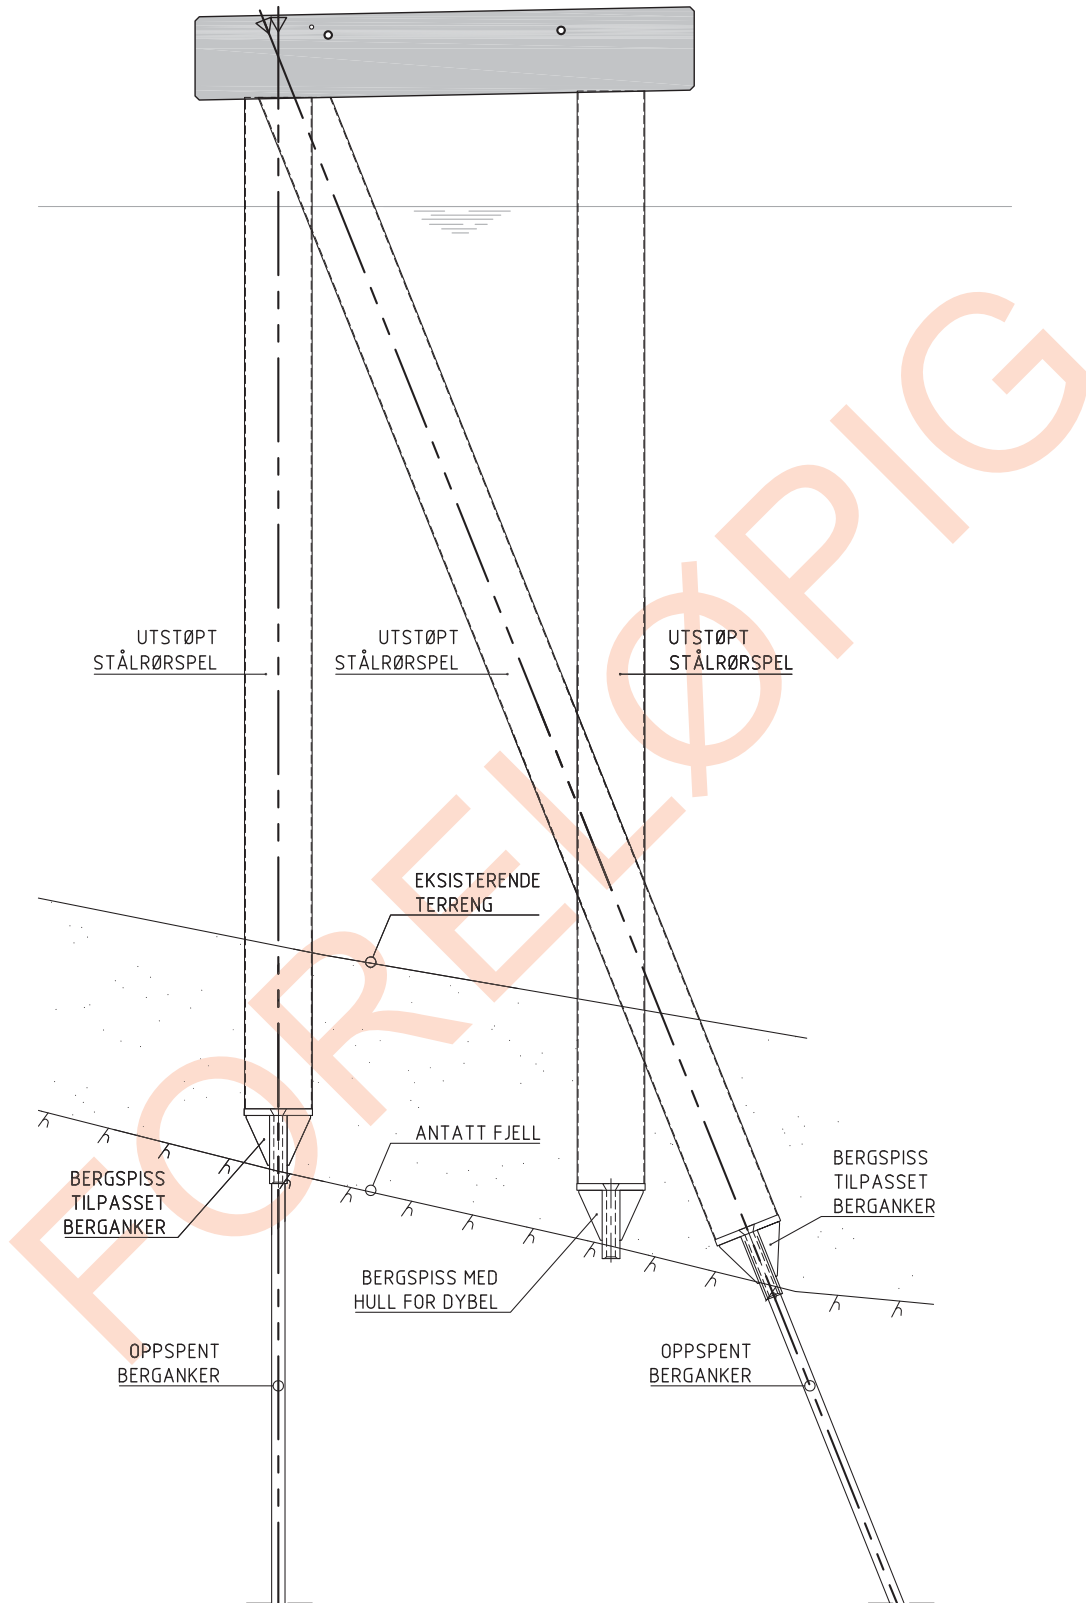 UTSTØPT
STÅLRØRSPEL
UTSTØPT
STÅLRØRSPEL
UTSTØPT
STÅLRØRSPEL
EKSISTERENDE
TERRENG
ANTATT FJELL
BERGSPISS
TILPASSET
BERGANKER
BERGSPISS
TILPASSET
BERGANKER
BERGSPISS MED
HULL FOR DYBEL
OPPSPENT
BERGANKER
OPPSPENT
BERGANKER
FORELØPIG